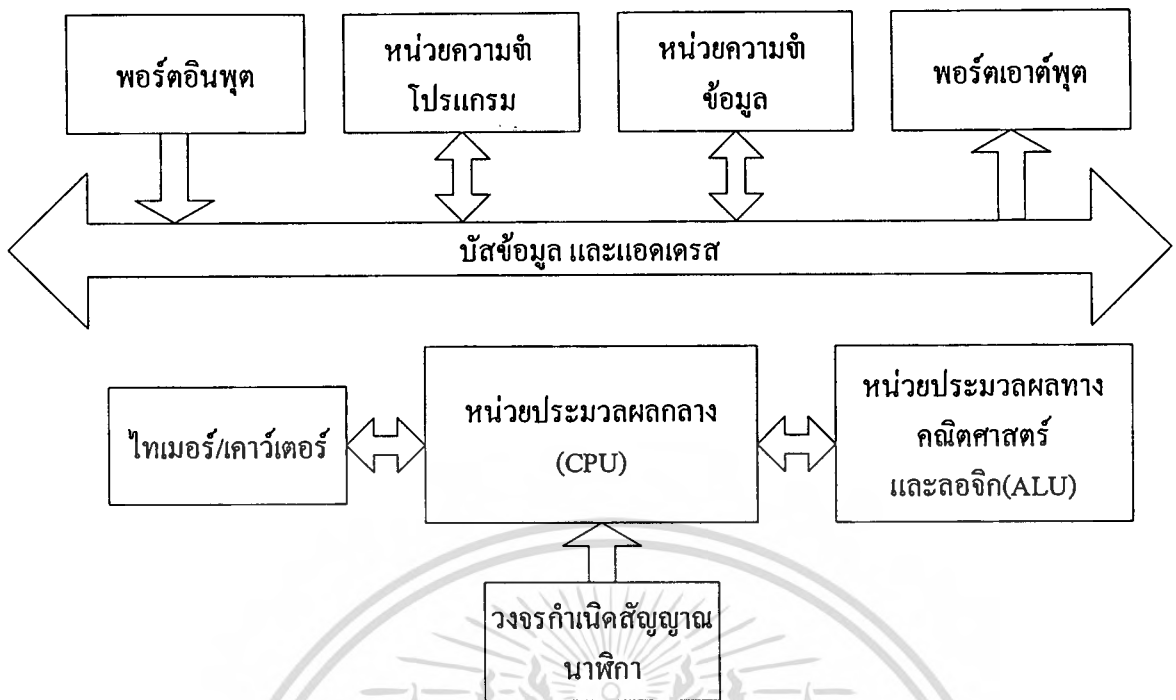 พอร์ตอินพุต
หน่วยความจำ
โปรแกรม
หน่วยความจำ
ข้อมูล
พอร์ตเอาต์พุต
บัสข้อมูล และแอดเดรส
ไทเมอร์/เคาว์เตอร์
หน่วยประมวลผลกลาง
(CPU)
หน่วยประมวลผลทาง
คณิตศาสตร์
และลอจิก(ALU)
วงจรกำเนิดสัญญาณ
นาฬิกา